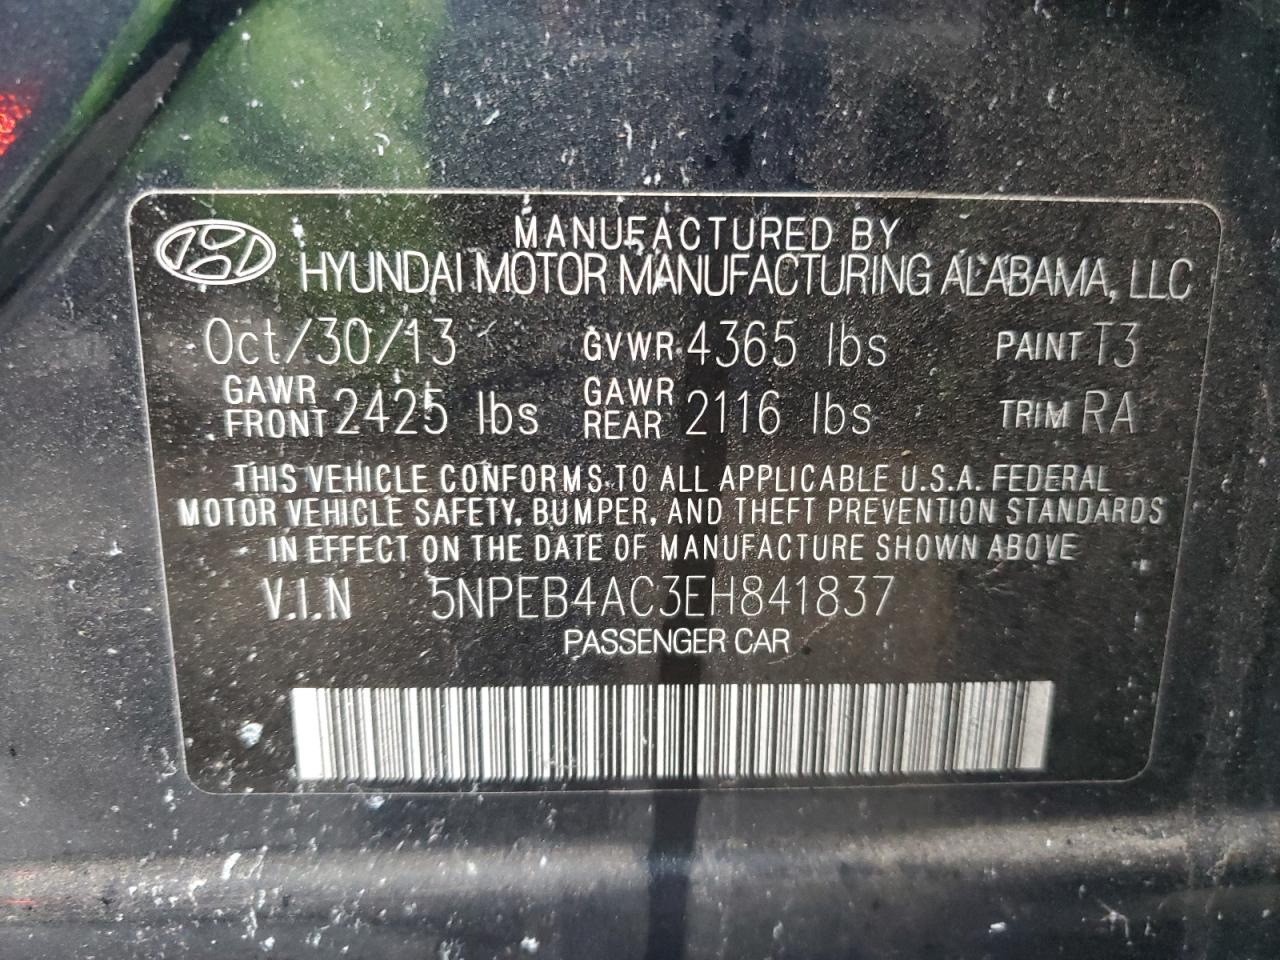 MANUFACTURED BY
HYUNDAI MOTOR MANUFACTURING ALABAMA, LLC
Oct/30/13 GVWR 4365 lbs PAINT T3
GAWR FRONT 2425 lbs GAWR REAR 2116 lbs TRIM RA
THIS VEHICLE CONFORMS TO ALL APPLICABLE U.S.A. FEDERAL
MOTOR VEHICLE SAFETY, BUMPER, AND THEFT PREVENTION STANDARDS
IN EFFECT ON THE DATE OF MANUFACTURE SHOWN ABOVE
V.I.N 5NPEB4AC3EH841837
PASSENGER CAR